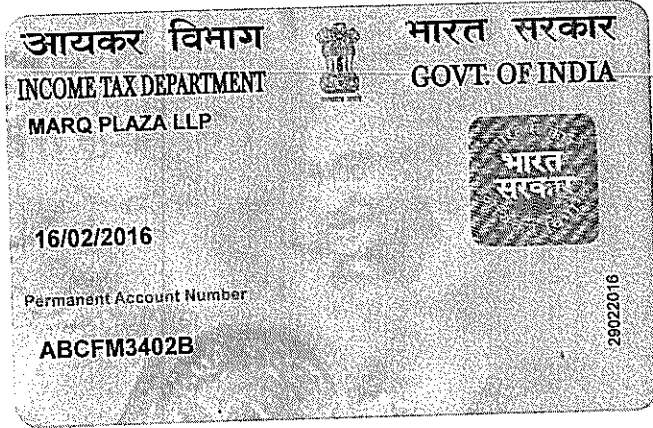 आयकर विभाग
भारत सरकार
INCOME TAX DEPARTMENT
GOVT. OF INDIA
MARQ PLAZA LLP
भारत
सरकार
16/02/2016
Permanent Account Number
29022016
ABCFM3402B